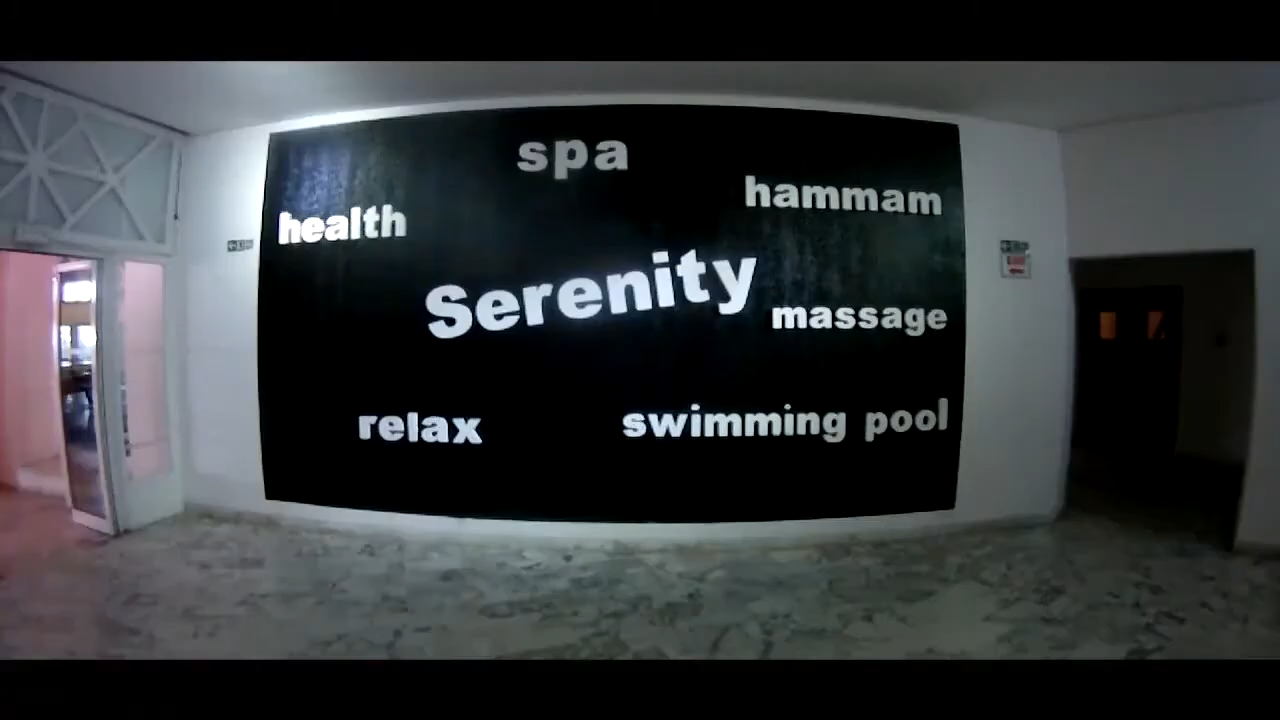 spa
hammam
health
Serenity
massage
relax
swimming pool